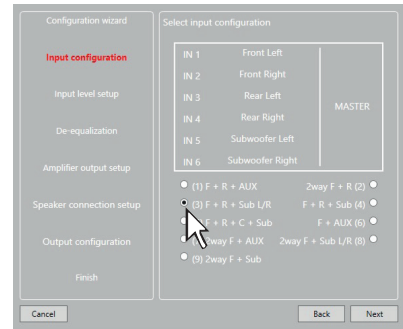 Configuration wizard
Input configuration
Input level setup
De-equalization
Amplifier output setup
Speaker connection setup
Output configuration
Finish
Select input configuration
IN 1 Front Left
IN 2 Front Right
IN 3 Rear Left
IN 4 Rear Right
IN 5 Subwoofer Left
IN 6 Subwoofer Right
MASTER
(1) F + R + AUX 2way F + R (2)
(3) F + R + Sub L/R F + R + Sub (4)
F + R + C + Sub F + AUX (6)
2way F + AUX 2way F + Sub L/R (8)
(9) 2way F + Sub
Cancel Back Next